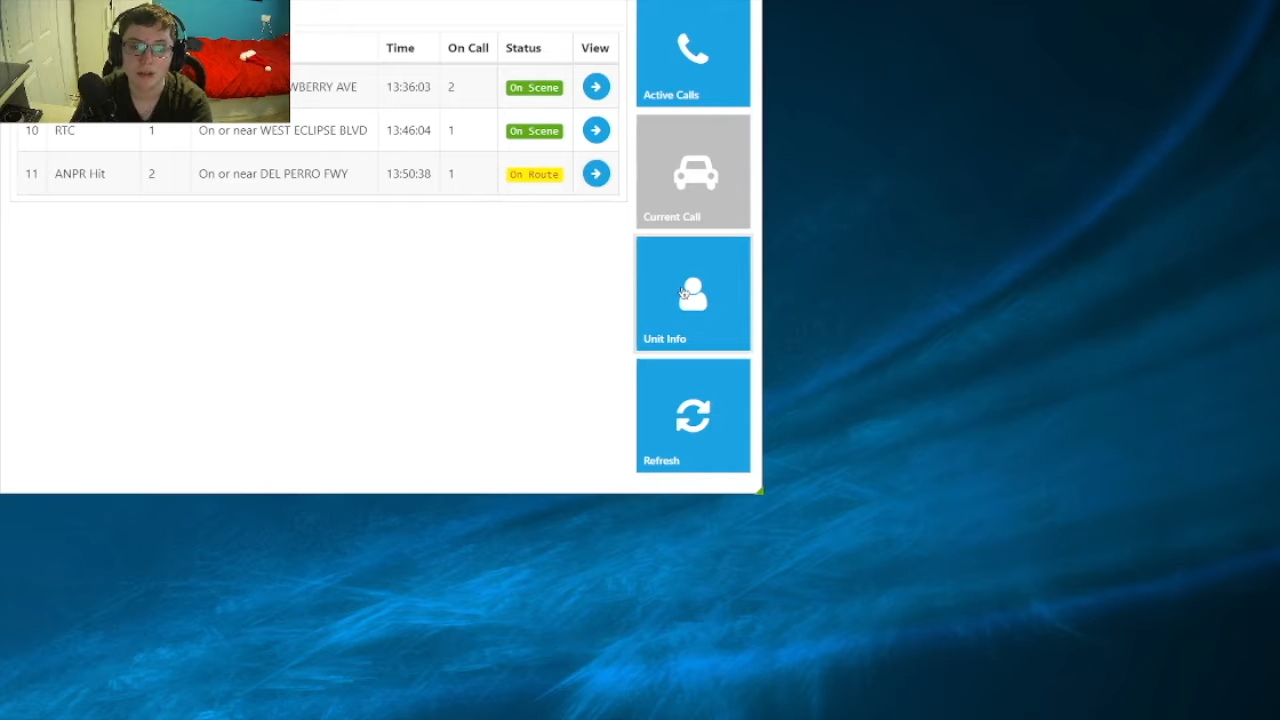 Time On Call Status View
WBERRY AVE 13:36:03 2 On Scene
10 RTC 1 On or near WEST ECLIPSE BLVD 13:46:04 1 On Scene
11 ANPR Hit 2 On or near DEL PERRO FWY 13:50:38 1 On Route
Active Calls
Current Call
Unit Info
Refresh